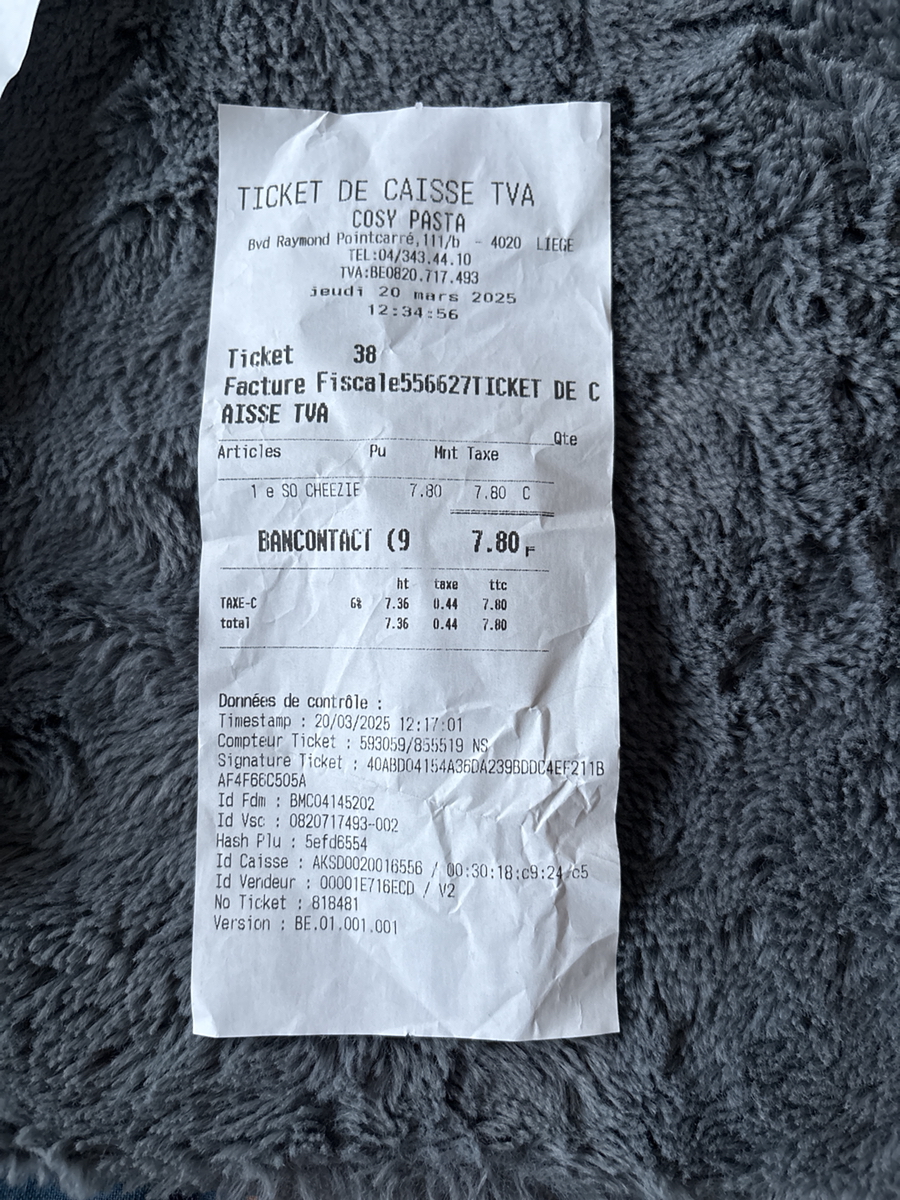 TICKET DE CAISSE TVA
COSY PASTA
Bvd Raymond Pointcarré,111/b - 4020 LIEGE
TEL:04/343.44.10
TVA:BE0820.717.493
jeudi 20 mars 2025
12:34:56
Ticket 38
Facture Fiscale556627TICKET DE C
AISSE TVA
Qte
Articles Pu Mnt Taxe
1 e SO CHEEZIE 7.80 7.80 C
BANCONTACT (9 7.80 F
ht taxe ttc
TAXE-C 6% 7.36 0.44 7.80
total 7.36 0.44 7.80
Données de contrôle :
Timestamp : 20/03/2025 12:17:01
Compteur Ticket : 593059/855519 NS
Signature Ticket : 40ABD04154A36DA239BDDC4EF211B
AF4F66C505A
Id Fdm : BMC04145202
Id Vsc : 0820717493-002
Hash Plu : 5efd6554
Id Caisse : AKSD0020016556 / 00:30:18:c9:24:c5
Id Vendeur : 00001E716ECD / V2
No Ticket : 818481
Version : BE.01.001.001